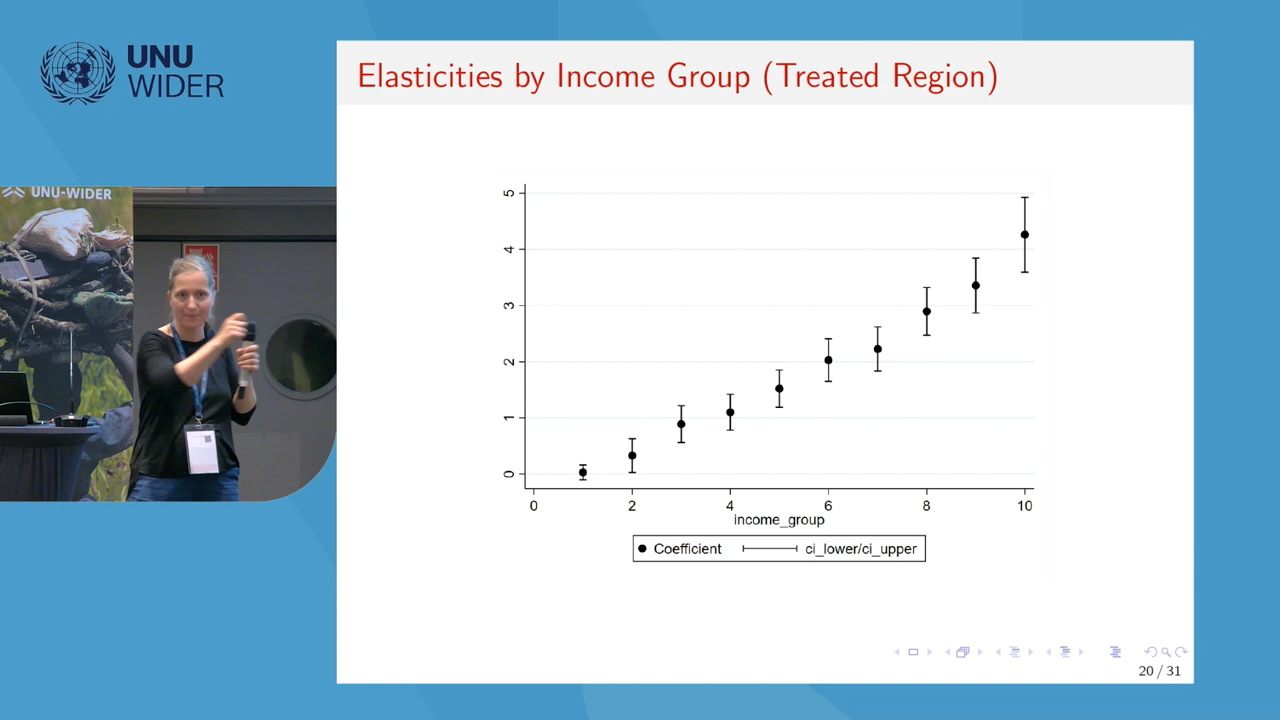 UNU
WIDER
UNU-WIDER
Elasticities by Income Group (Treated Region)
5
4
3
2
1
0
0 2 4 6 8 10
income_group
Coefficient ci_lower/ci_upper
20 / 31